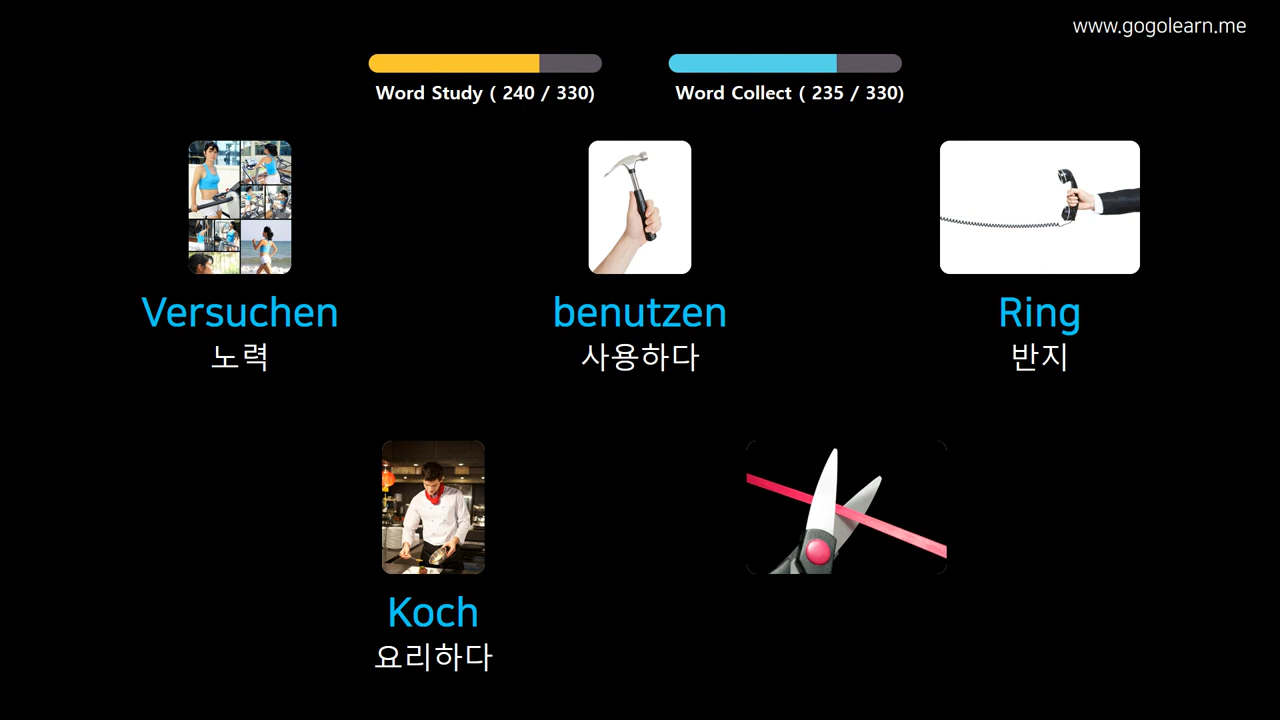 www.gogolearn.me
Word Study ( 240 / 330)
Word Collect ( 235 / 330)
Versuchen
노력
benutzen
사용하다
Ring
반지
Koch
요리하다